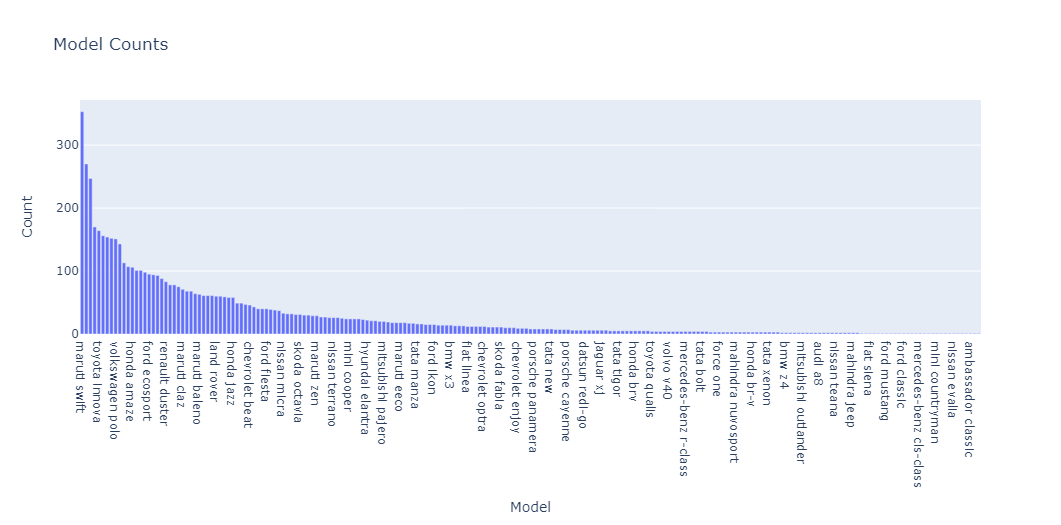 Model Counts
Count
300
200
100
0
maruti swift
toyota innova
volkswagen polo
honda amaze
ford ecosport
renault duster
maruti ciaz
maruti baleno
land rover
honda jazz
chevrolet beat
ford fiesta
nissan micra
skoda octavia
maruti zen
nissan terrano
mini cooper
hyundai elantra
mitsubishi pajero
maruti eeco
tata manza
ford ikon
bmw x3
fiat linea
chevrolet optra
skoda fabia
chevrolet enjoy
porsche panamera
tata new
porsche cayenne
datsun redi-go
jaguar xj
tata tigor
honda brv
toyota qualis
volvo v40
mercedes-benz r-class
tata bolt
force one
mahindra nuvosport
honda br-v
tata xenon
bmw z4
mitsubishi outlander
audi a8
nissan teana
mahindra jeep
fiat siena
ford mustang
ford classic
mercedes-benz cls-class
mini countryman
nissan evalia
ambassador classic
Model